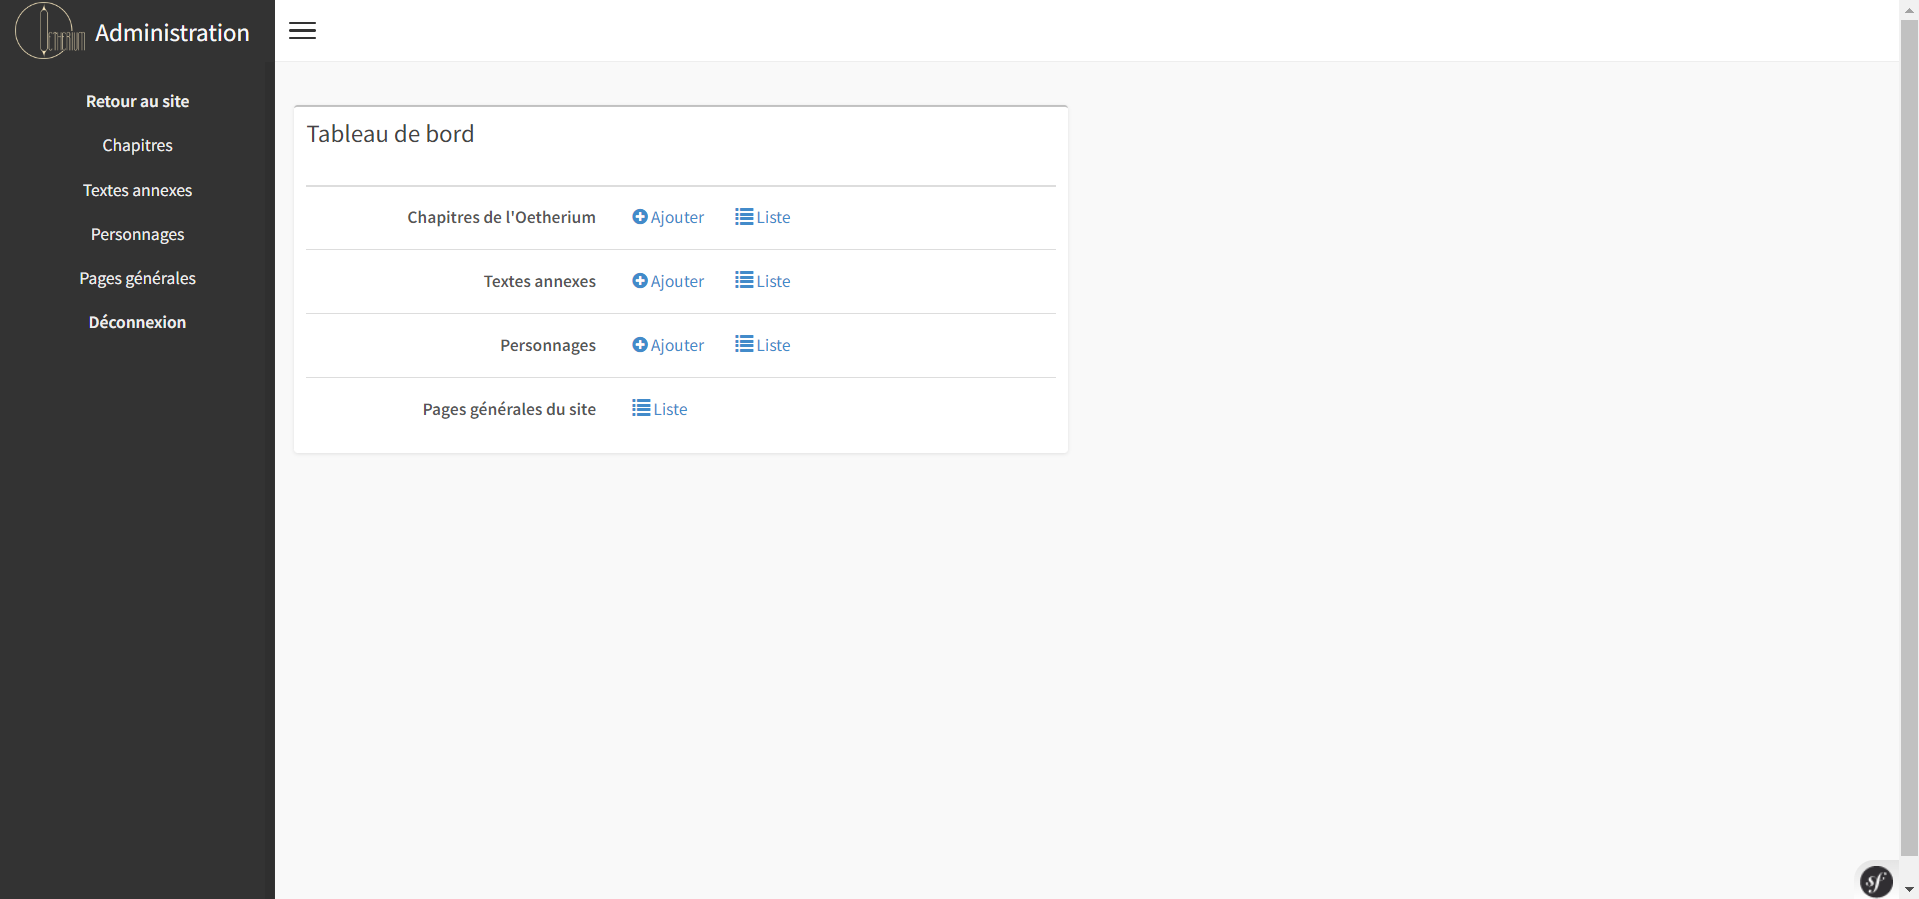 OETHERIUM Administration
Retour au site
Chapitres
Textes annexes
Personnages
Pages générales
Déconnexion
Tableau de bord
Chapitres de l'Oetherium Ajouter Liste
Textes annexes Ajouter Liste
Personnages Ajouter Liste
Pages générales du site Liste
sf